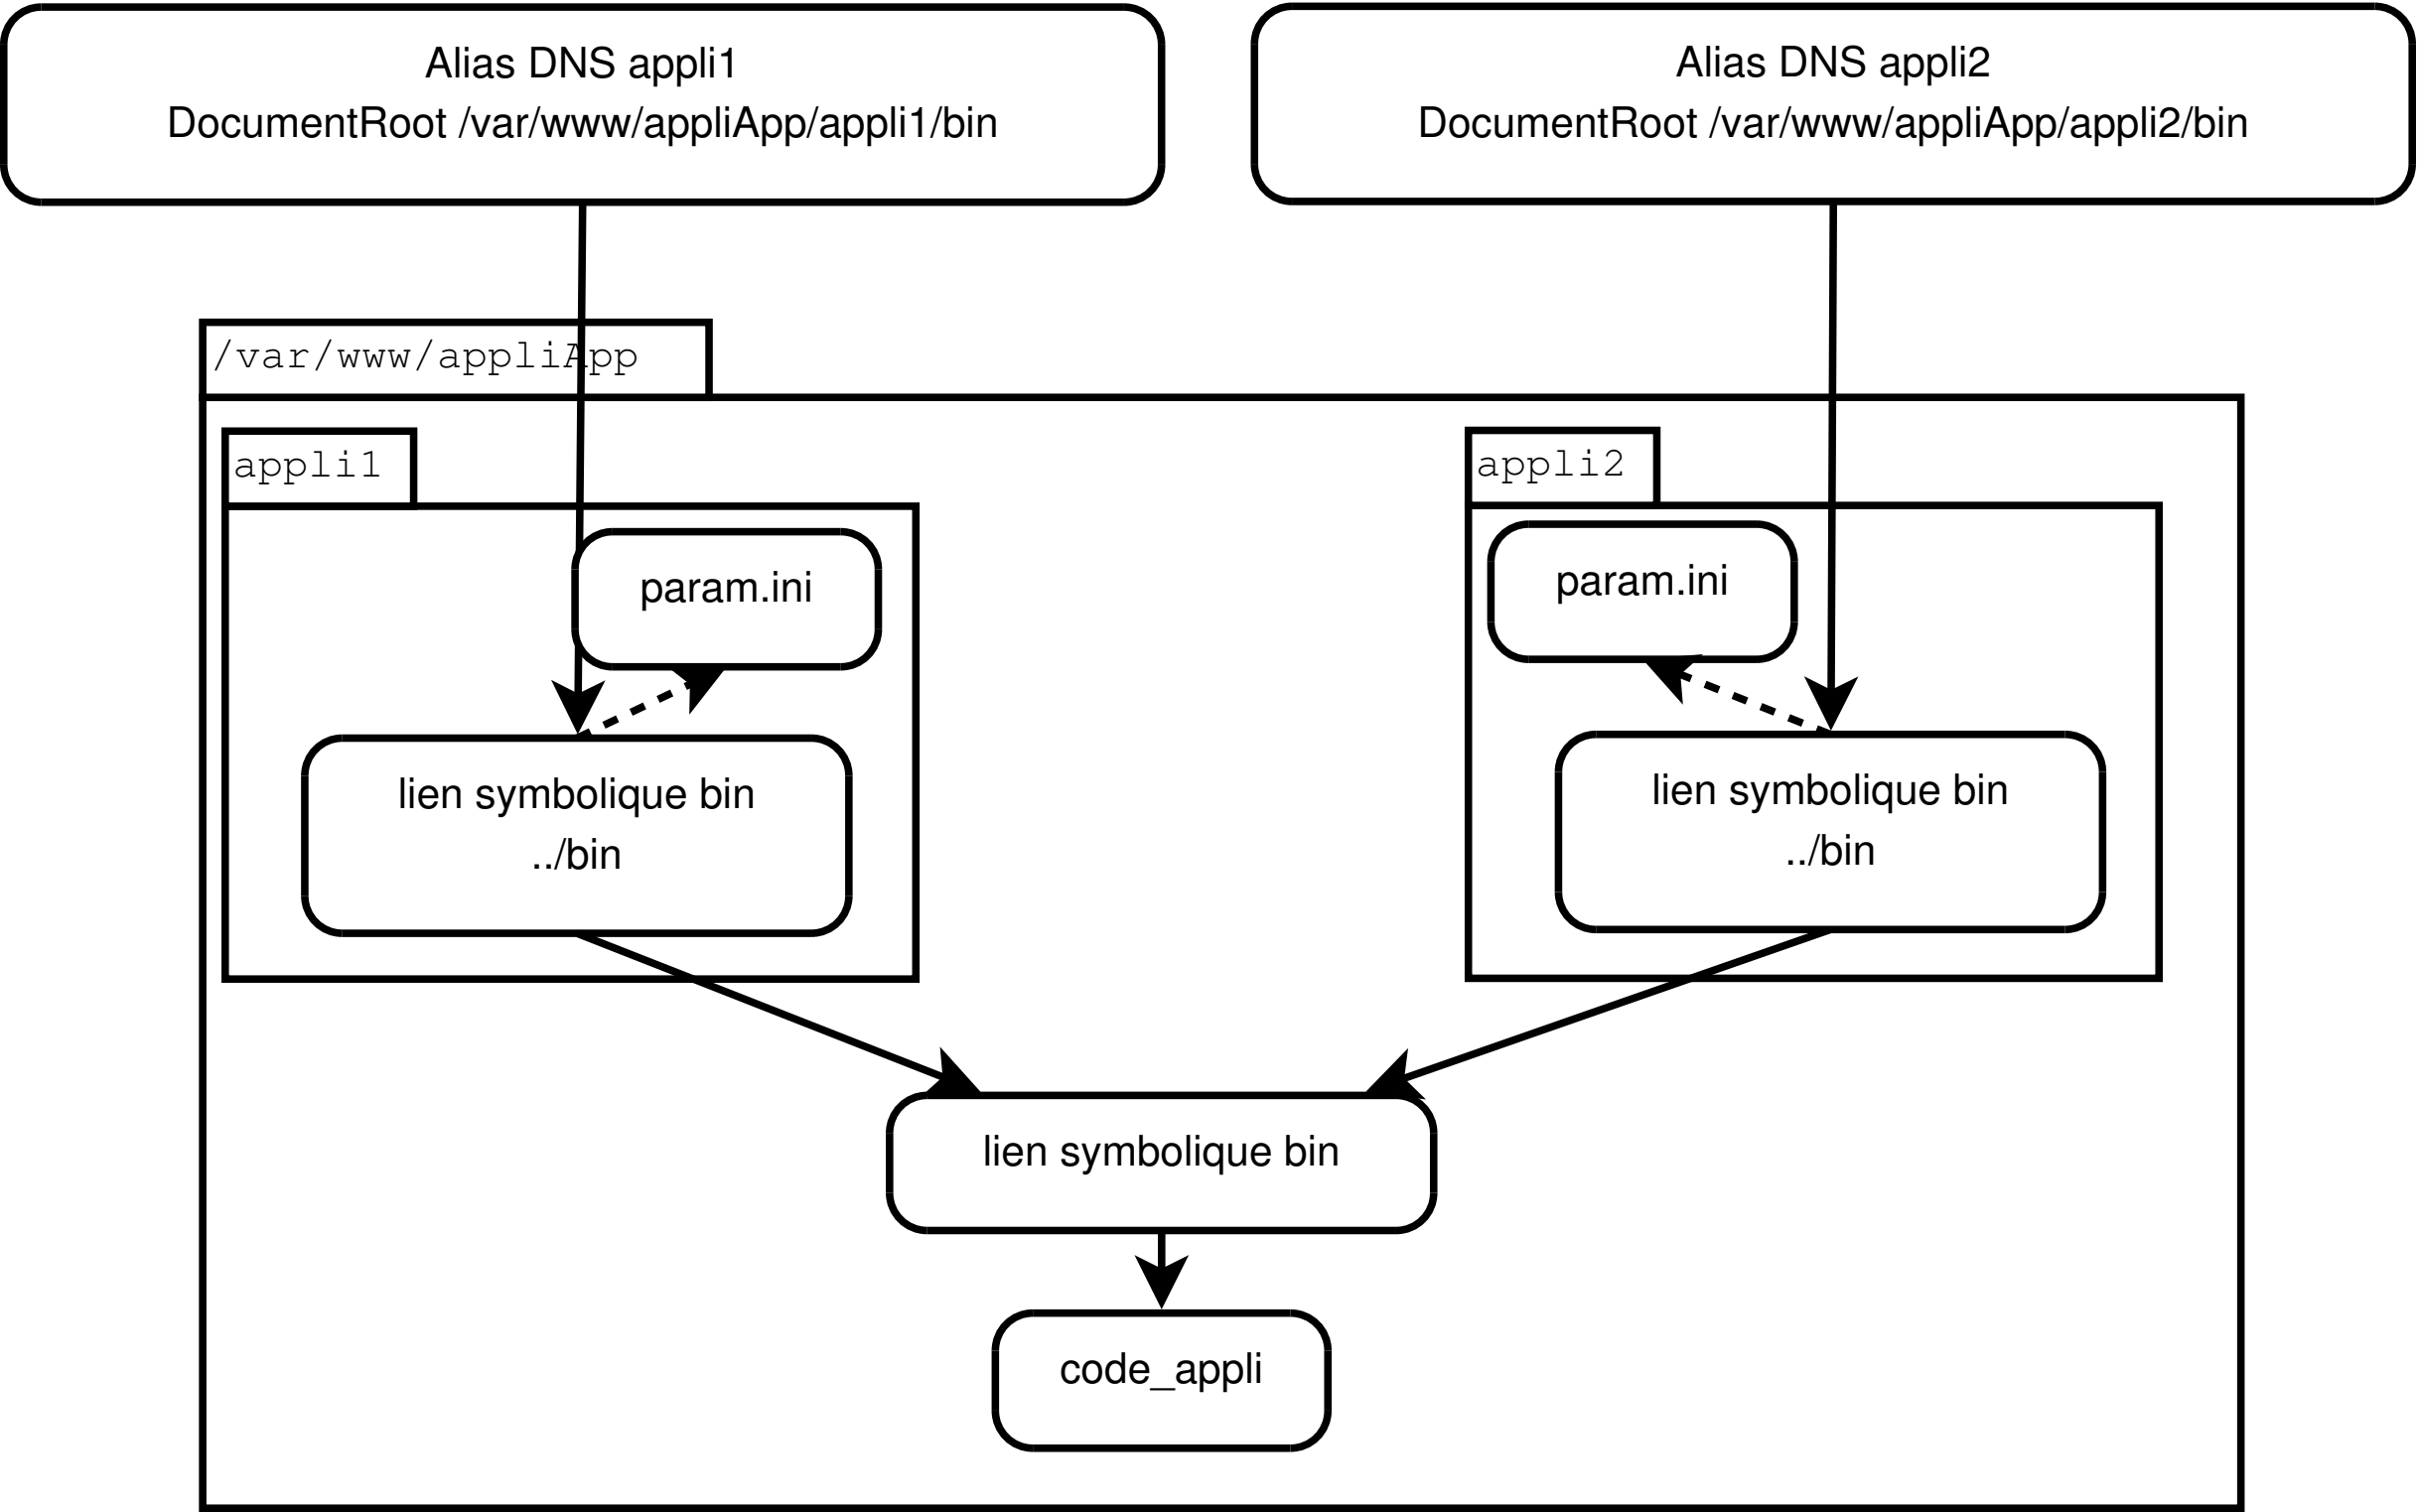 Alias DNS appli1
DocumentRoot /var/www/appliApp/appli1/bin
Alias DNS appli2
DocumentRoot /var/www/appliApp/appli2/bin
/var/www/appliApp
appli1
param.ini
lien symbolique bin
../bin
appli2
param.ini
lien symbolique bin
../bin
lien symbolique bin
code_appli